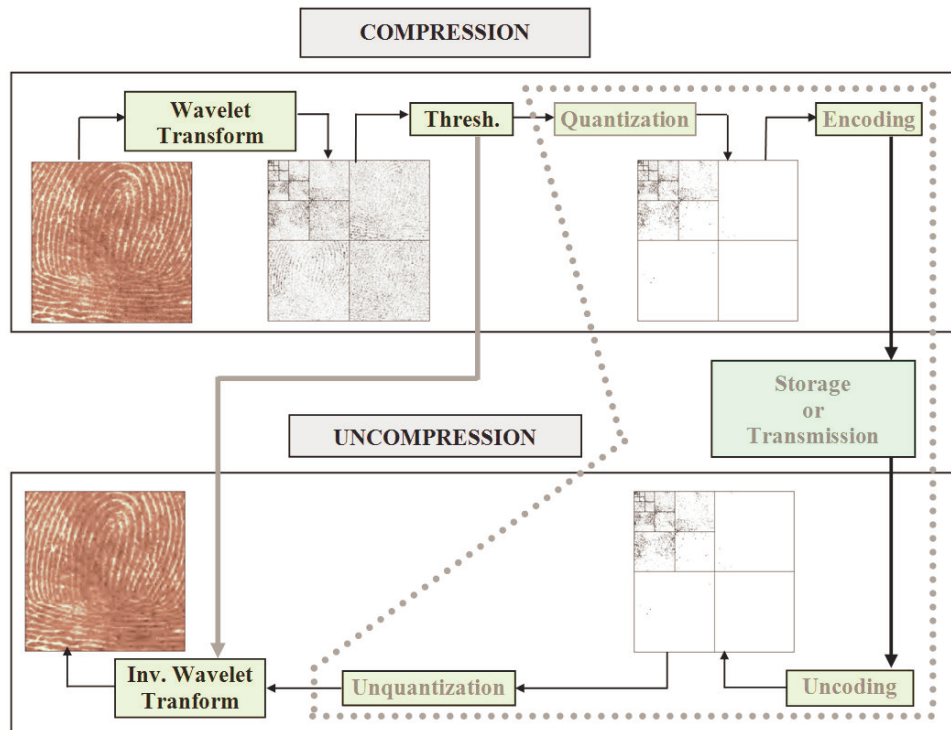 COMPRESSION
Wavelet
Transform
Thresh.
Quantization
Encoding
Storage
or
Transmission
UNCOMPRESSION
Inv. Wavelet
Tranform
Unquantization
Uncoding